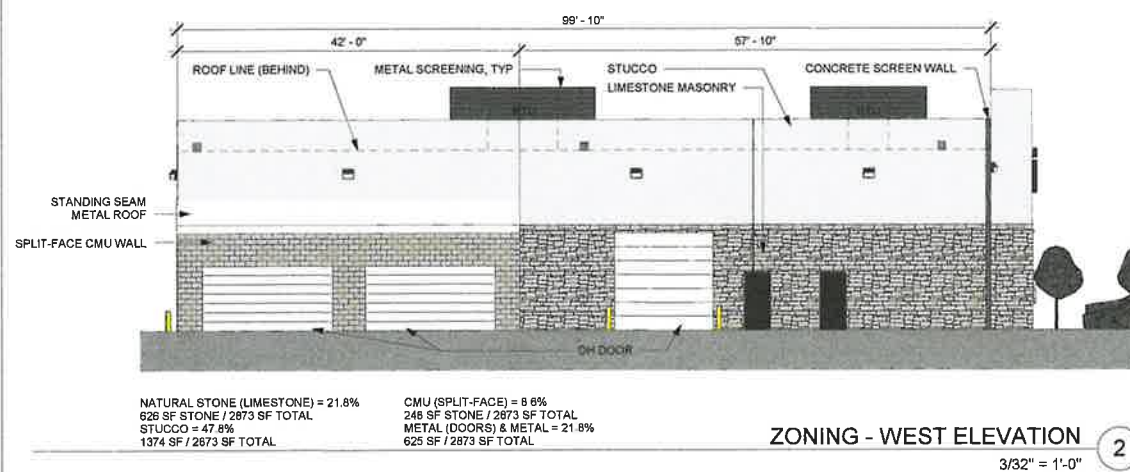 99' - 10"
42' - 0"
57' - 10"
ROOF LINE (BEHIND)
METAL SCREENING, TYP
STUCCO
LIMESTONE MASONRY
CONCRETE SCREEN WALL
RTU
RTU
STANDING SEAM
METAL ROOF
SPLIT-FACE CMU WALL
OH DOOR
NATURAL STONE (LIMESTONE) = 21.8%
626 SF STONE / 2873 SF TOTAL
STUCCO = 47.8%
1374 SF / 2873 SF TOTAL
CMU (SPLIT-FACE) = 8.6%
248 SF STONE / 2873 SF TOTAL
METAL (DOORS) & METAL = 21.8%
625 SF / 2873 SF TOTAL
ZONING - WEST ELEVATION
2
3/32" = 1'-0"